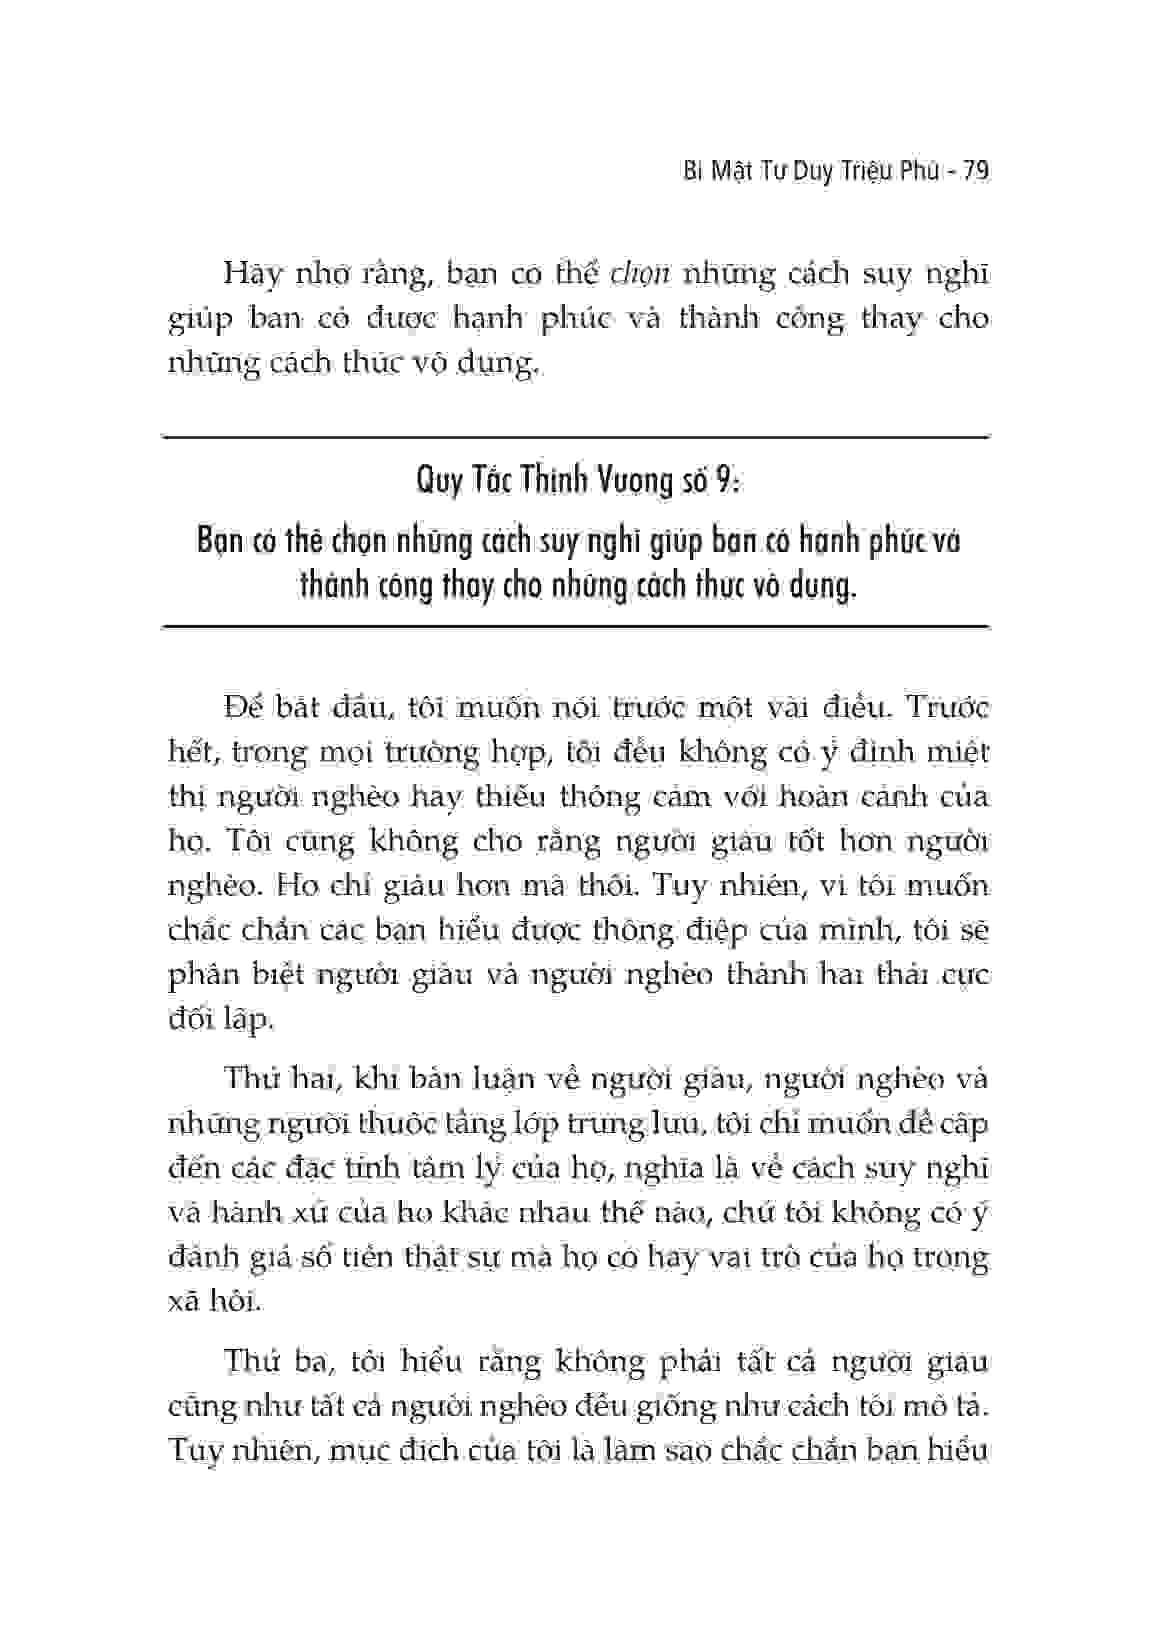 Bí Mật Tư Duy Triệu Phú - 79
Hãy nhớ rằng, bạn có thể chọn những cách suy nghĩ
giúp bạn có được hạnh phúc và thành công thay cho
những cách thức vô dụng.
Quy Tắc Thịnh Vượng số 9:
Bạn có thể chọn những cách suy nghĩ giúp bạn có hạnh phúc và
thành công thay cho những cách thức vô dụng.
Để bắt đầu, tôi muốn nói trước một vài điều. Trước
hết, trong mọi trường hợp, tôi đều không có ý định miệt
thị người nghèo hay thiếu thông cảm với hoàn cảnh của
họ. Tôi cũng không cho rằng người giàu tốt hơn người
nghèo. Họ chỉ giàu hơn mà thôi. Tuy nhiên, vì tôi muốn
chắc chắn các bạn hiểu được thông điệp của mình, tôi sẽ
phân biệt người giàu và người nghèo thành hai thái cực
đối lập.
Thứ hai, khi bàn luận về người giàu, người nghèo và
những người thuộc tầng lớp trung lưu, tôi chỉ muốn đề cập
đến các đặc tính tâm lý của họ, nghĩa là về cách suy nghĩ
và hành xử của họ khác nhau thế nào, chứ tôi không có ý
đánh giá số tiền thật sự mà họ có hay vai trò của họ trong
xã hội.
Thứ ba, tôi hiểu rằng không phải tất cả người giàu
cũng như tất cả người nghèo đều giống như cách tôi mô tả.
Tuy nhiên, mục đích của tôi là làm sao chắc chắn bạn hiểu